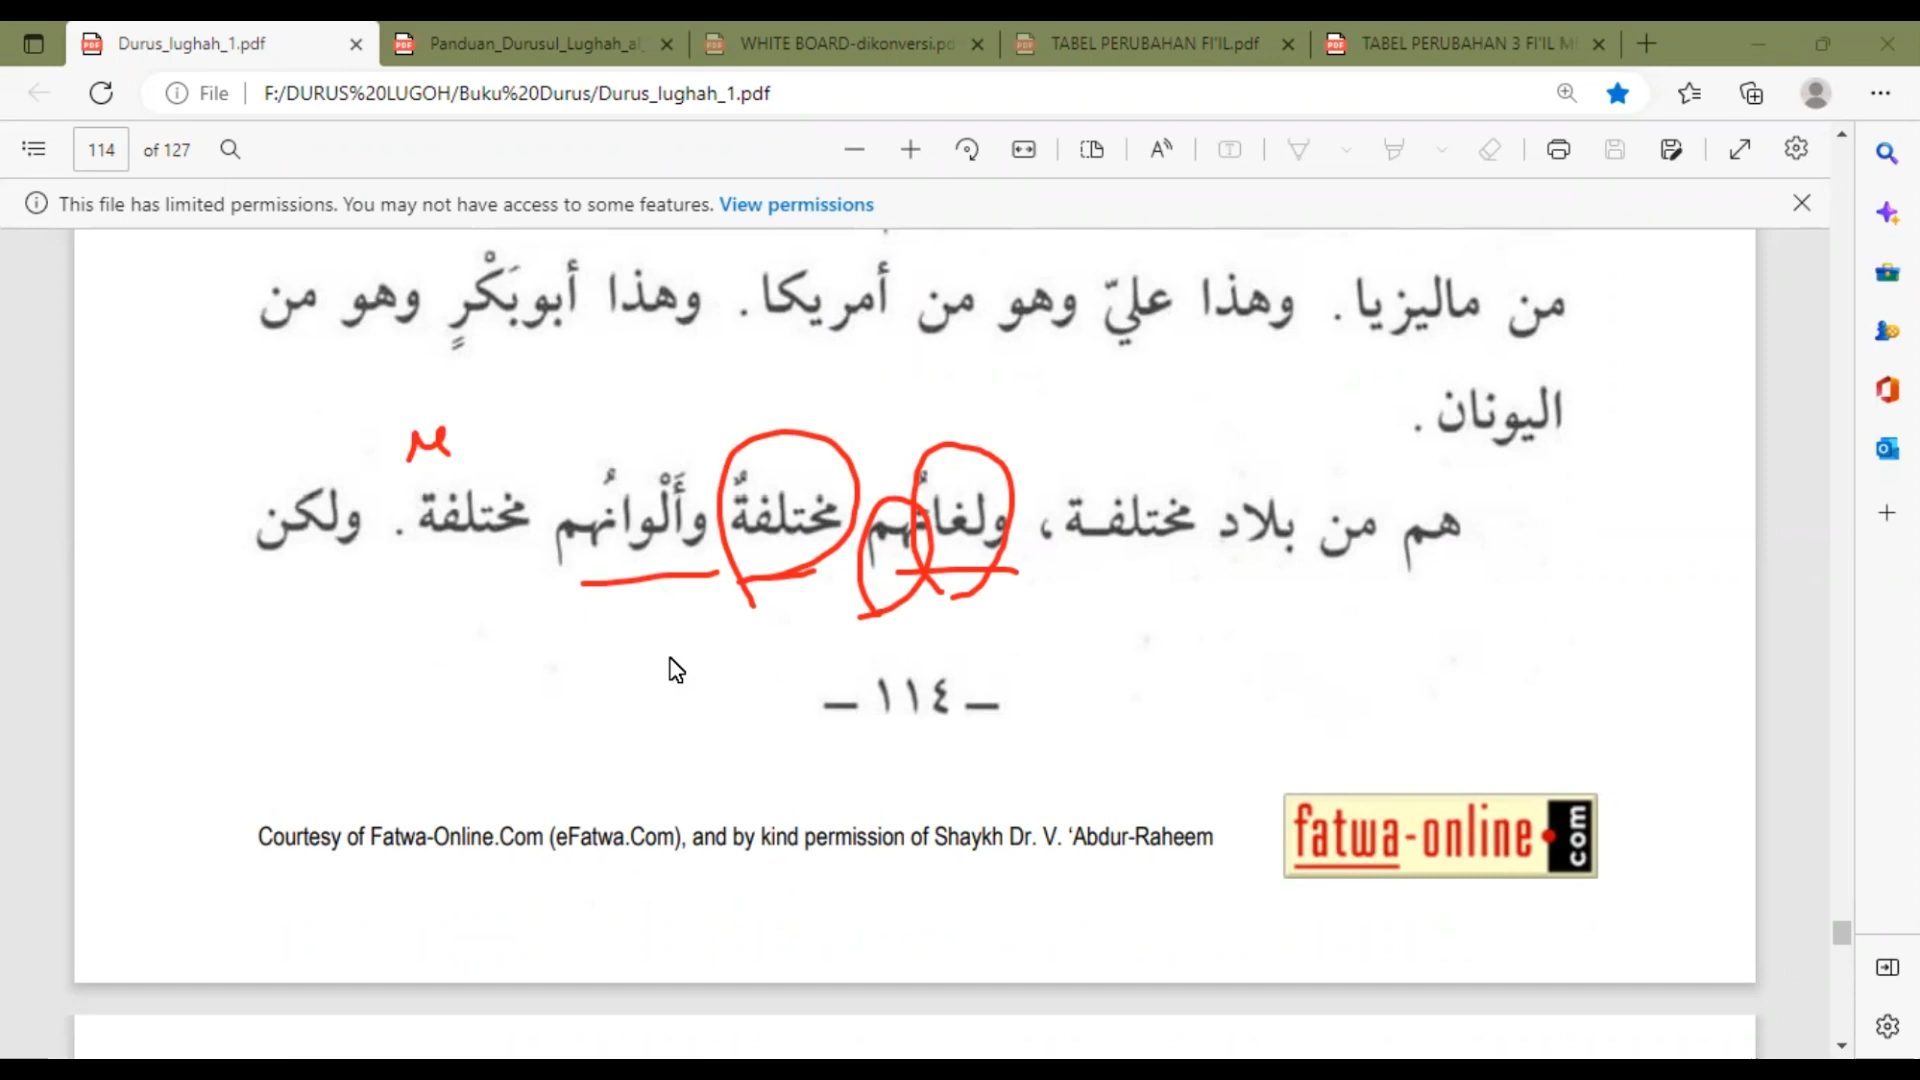 Durus_lughah_1.pdf
Panduan_Durusul_Lughah_al
WHITE BOARD-dikonversi.pd
TABEL PERUBAHAN FI'IL.pdf
TABEL PERUBAHAN 3 FI'IL M
File F:/DURUS%20LUGOH/Buku%20Durus/Durus_lughah_1.pdf
114 of 127
This file has limited permissions. You may not have access to some features. View permissions
من ماليزيا. وهذا عليّ وهو من أمريكا. وهذا أبوبَكْرٍ وهو من
اليونان.
هم من بلاد مختلفة، ولغاتُهم مختلفةٌ وأَلْوانُهم مختلفة. ولكن
– ١١٤ –
Courtesy of Fatwa-Online.Com (eFatwa.Com), and by kind permission of Shaykh Dr. V. ‘Abdur-Raheem
fatwa-online.com